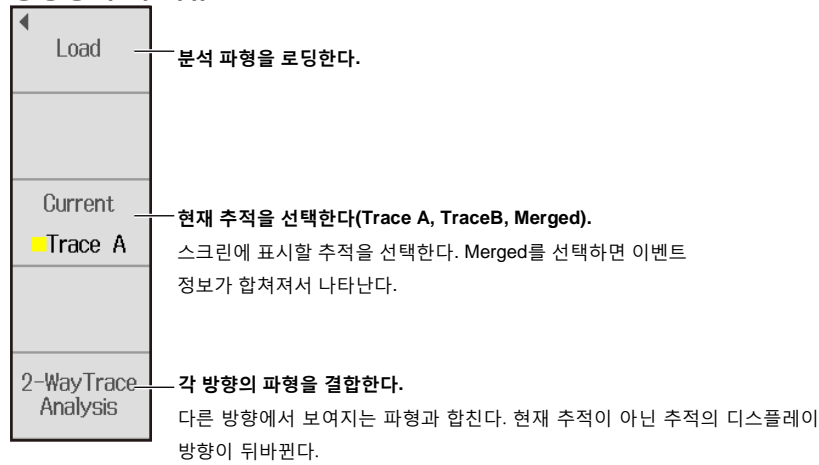 Load
분석 파형을 로딩한다.
Current
Trace A
현재 추적을 선택한다(Trace A, TraceB, Merged).
스크린에 표시할 추적을 선택한다. Merged를 선택하면 이벤트
정보가 합쳐져서 나타난다.
2-WayTrace
Analysis
각 방향의 파형을 결합한다.
다른 방향에서 보여지는 파형과 합친다. 현재 추적이 아닌 추적의 디스플레이
방향이 뒤바뀐다.